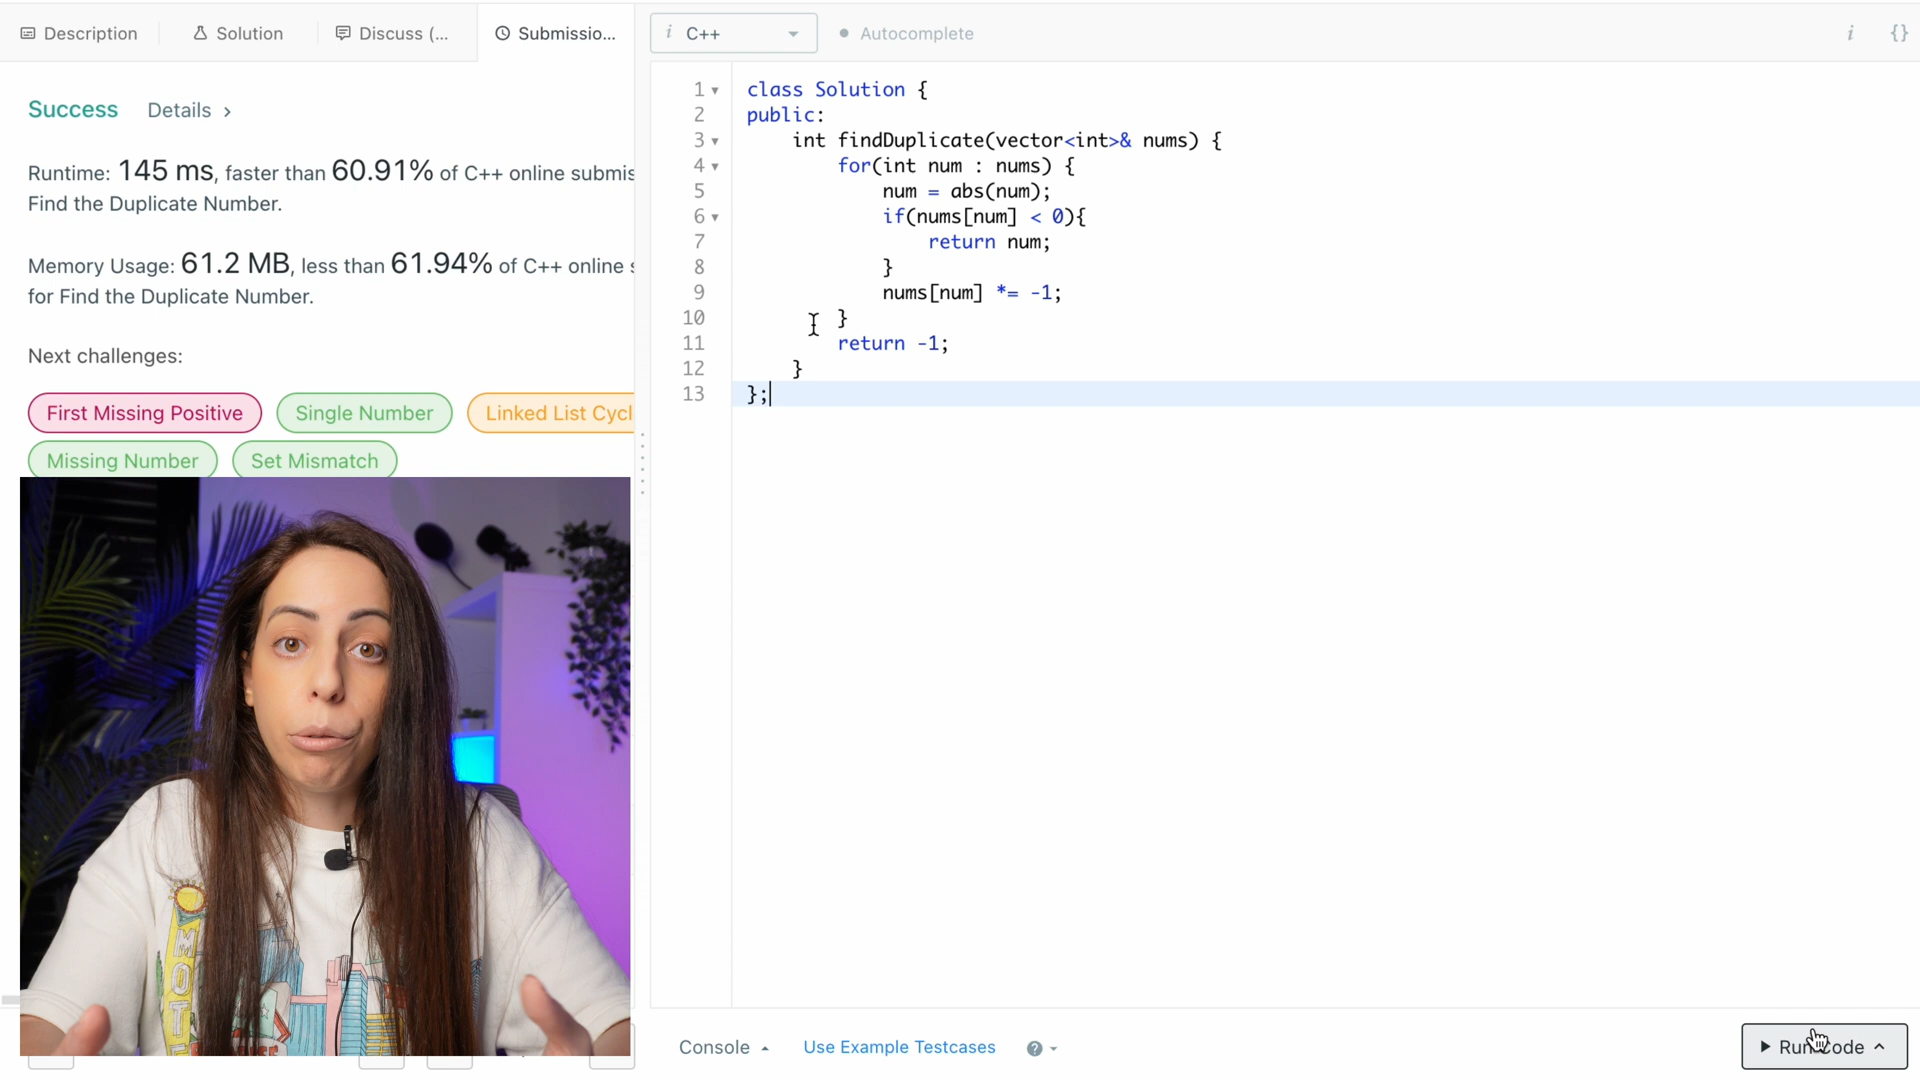 Description
Solution
Discuss (...
Submissio...
i C++
Autocomplete
i {}
Success Details >
Runtime: 145 ms, faster than 60.91% of C++ online submis
Find the Duplicate Number.
Memory Usage: 61.2 MB, less than 61.94% of C++ online s
for Find the Duplicate Number.
Next challenges:
First Missing Positive
Single Number
Linked List Cycl
Missing Number
Set Mismatch
1 class Solution {
2 public:
3 int findDuplicate(vector<int>& nums) {
4 for(int num : nums) {
5 num = abs(num);
6 if(nums[num] < 0){
7 return num;
8 }
9 nums[num] *= -1;
10 }
11 return -1;
12 }
13 };
MOT
Console
Use Example Testcases
?
Run Code